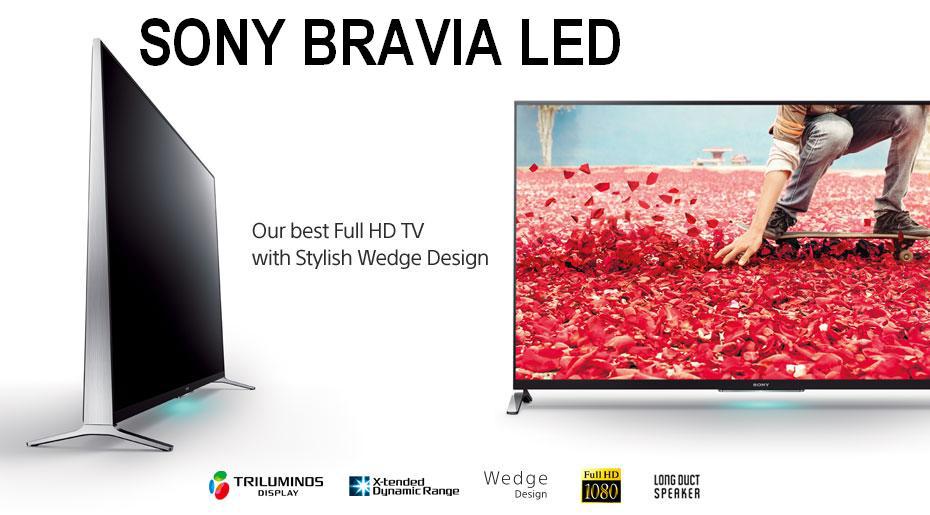 SONY BRAVIA LED
Our best Full HD TV
with Stylish Wedge Design
SONY
TRILUMINOS
DISPLAY
X-tended
Dynamic Range
Wedge
Design
Full HD
1080
LONG DUCT
SPEAKER